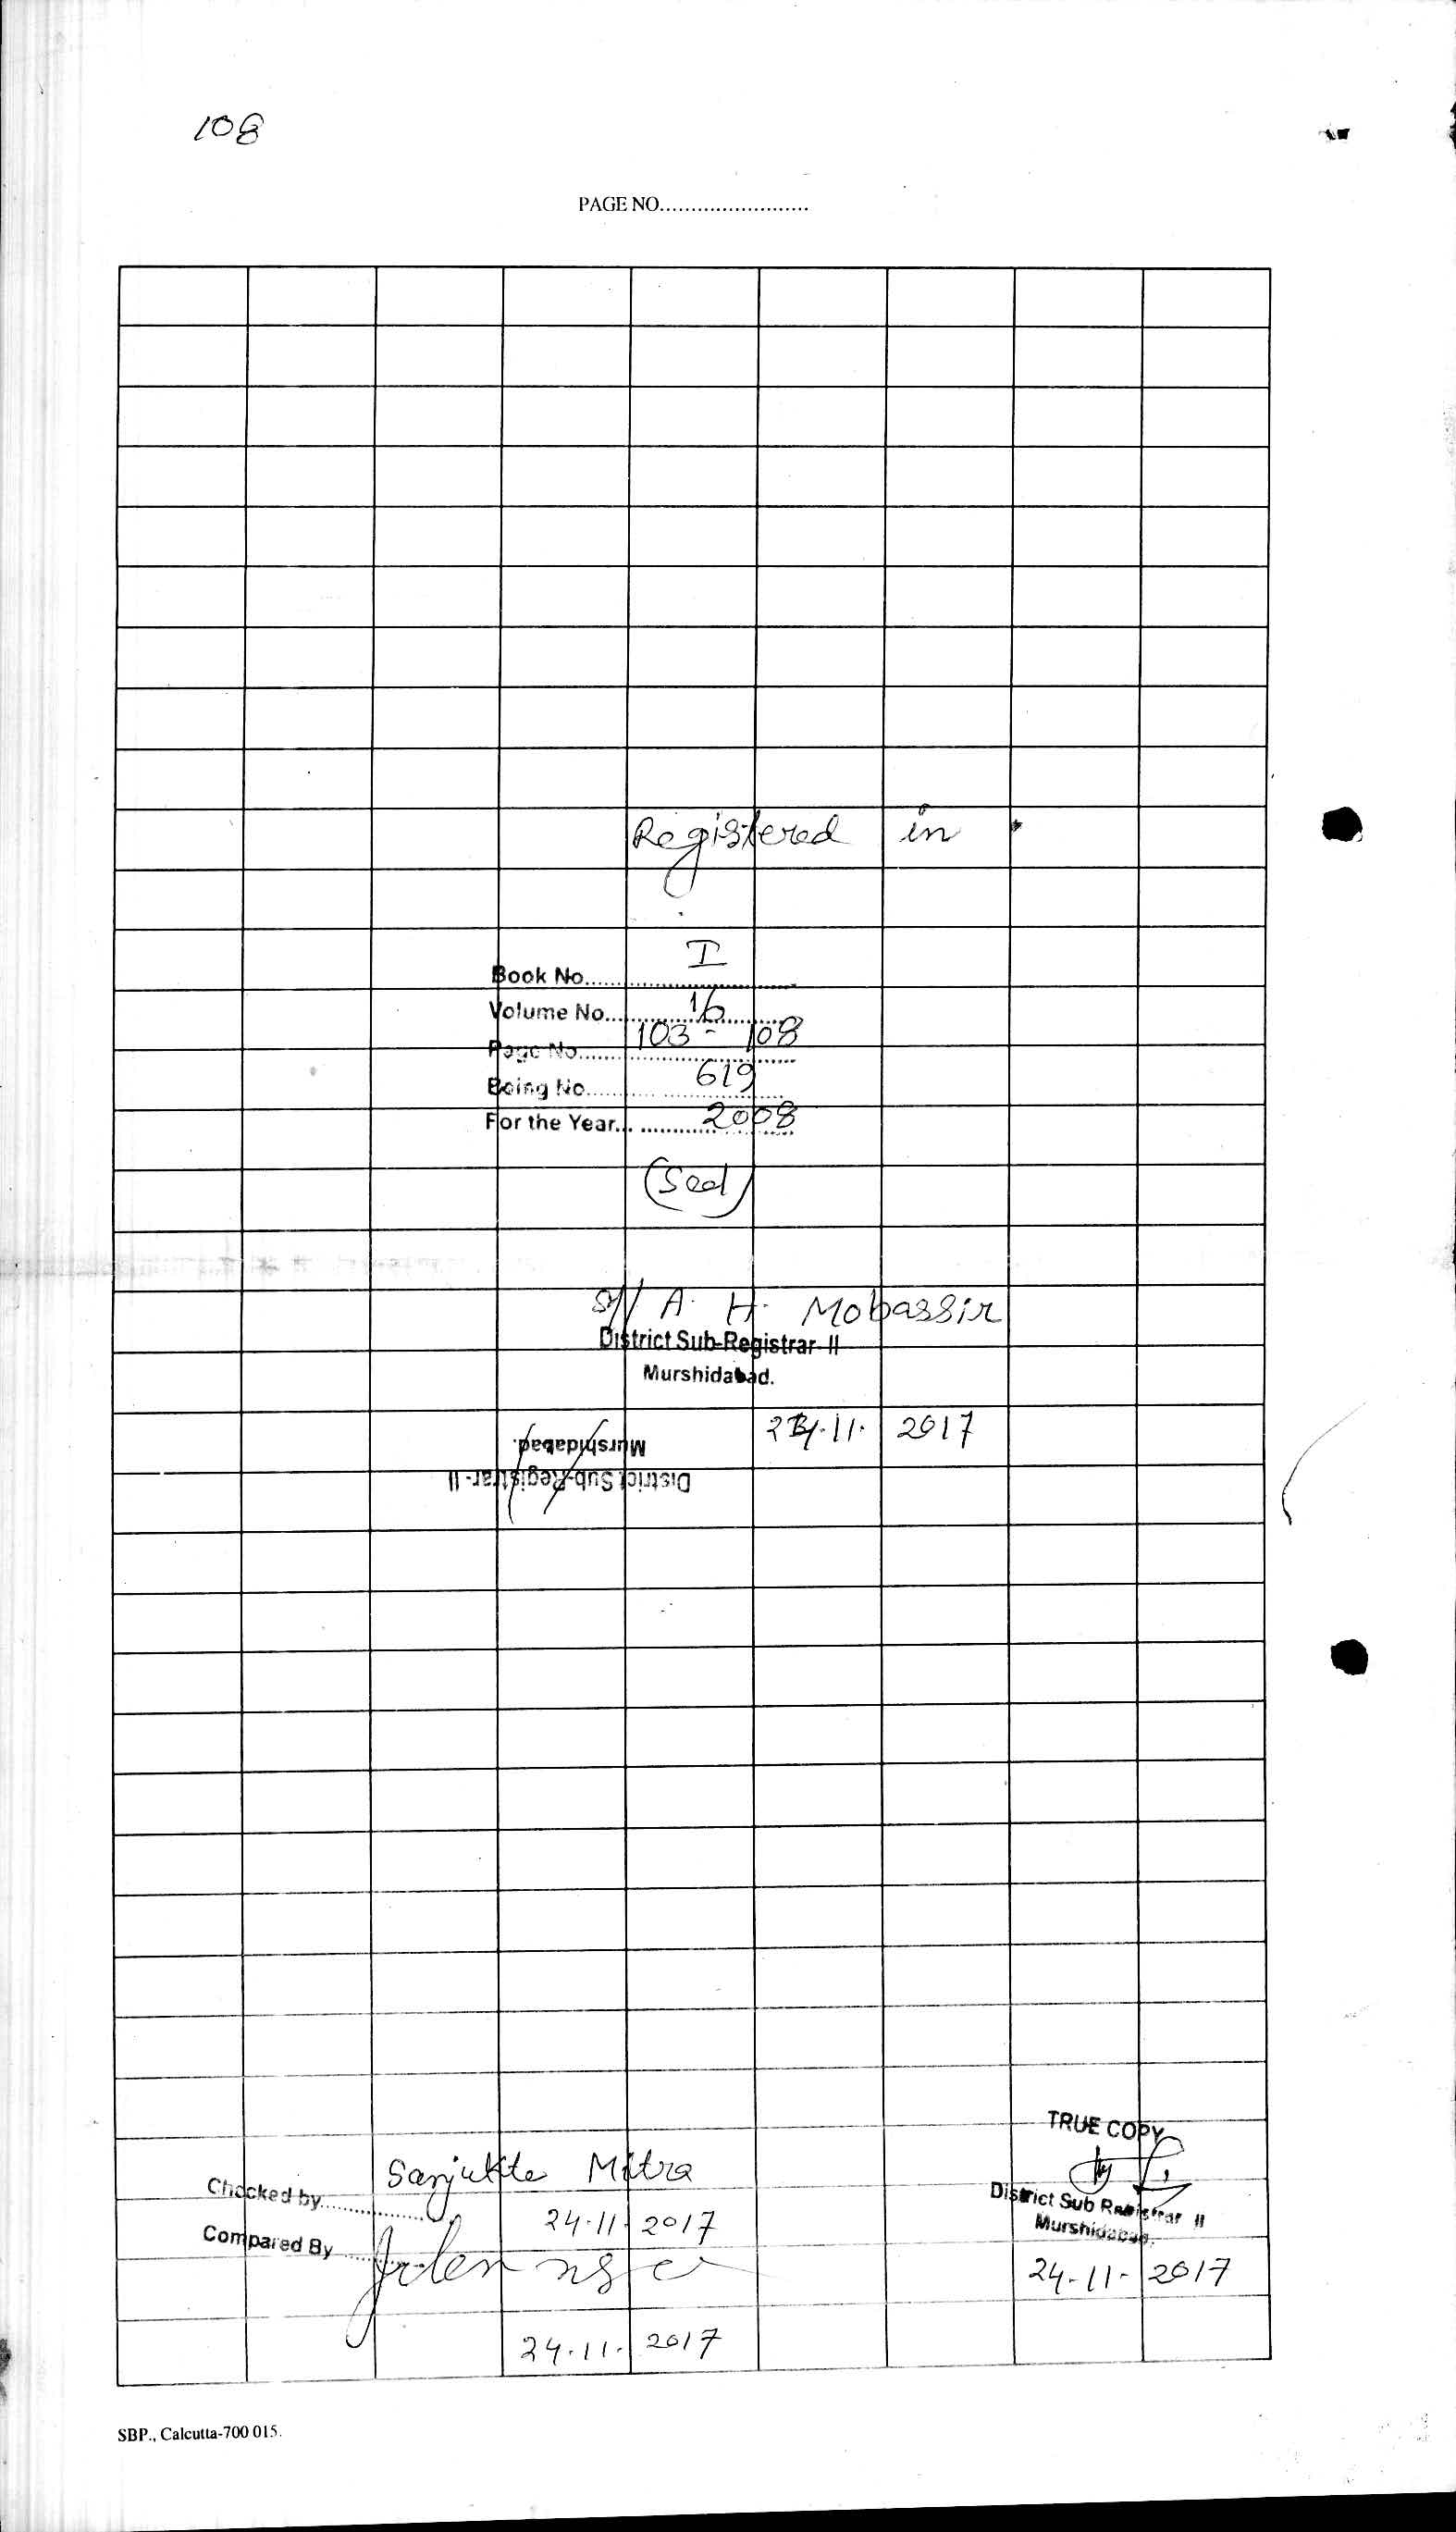 108
PAGE NO........................
Registered in
Book No. I
Volume No. 16
Page No. 103 - 108
Being No. 619
For the Year... 2008
(Seal)
Sd/ A. H. Mobassir
District Sub-Registrar-II
Murshidabad.
.11. 2017
Murshidabad.
District Sub-Registrar-II
TRUE COPY
Checked by Sanjukta Mitra
24.11.2017
District Sub Registrar II
Murshidabad.
Compared By
24-11-2017
24.11.2017
SBP., Calcutta-700 015.